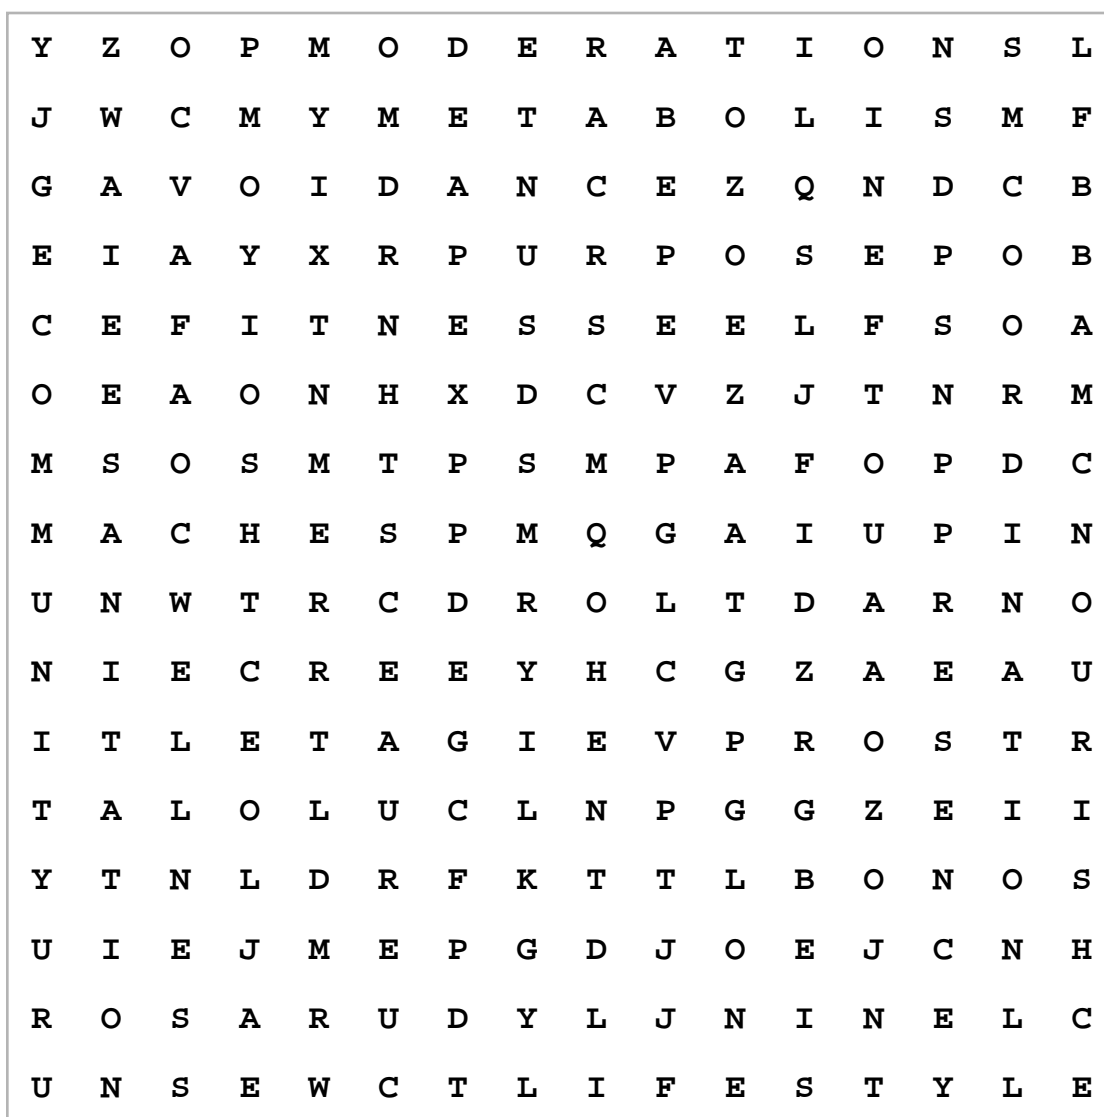 Y Z O P M O D E R A T I O N S L
J W C M Y M E T A B O L I S M F
G A V O I D A N C E Z Q N D C B
E I A Y X R P U R P O S E P O B
C E F I T N E S S E E L F S O A
O E A O N H X D C V Z J T N R M
M S O S M T P S M P A F O P D C
M A C H E S P M Q G A I U P I N
U N W T R C D R O L T D A R N O
N I E C R E E Y H C G Z A E A U
I T L E T A G I E V P R O S T R
T A L O L U C L N P G G Z E I I
Y T N L D R F K T T L B O N O S
U I E J M E P G D J O E J C N H
R O S A R U D Y L J N I N E L C
U N S E W C T L I F E S T Y L E